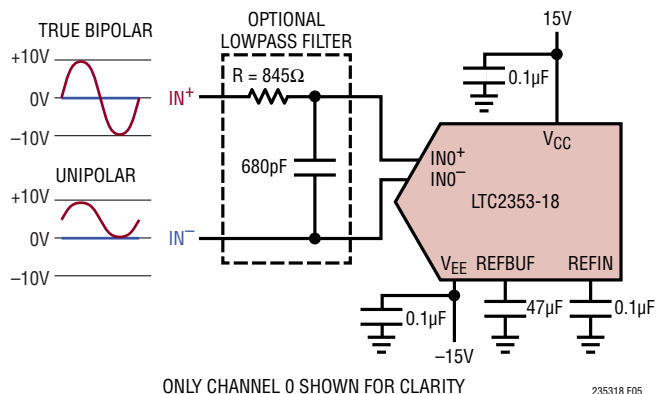 TRUE BIPOLAR
+10V
0V
–10V
UNIPOLAR
+10V
0V
–10V
OPTIONAL
LOWPASS FILTER
IN+
R = 845Ω
680pF
IN–
15V
0.1µF
VCC
IN0+
IN0–
LTC2353-18
VEE REFBUF REFIN
0.1µF
–15V
47µF
0.1µF
ONLY CHANNEL 0 SHOWN FOR CLARITY
235318 F05